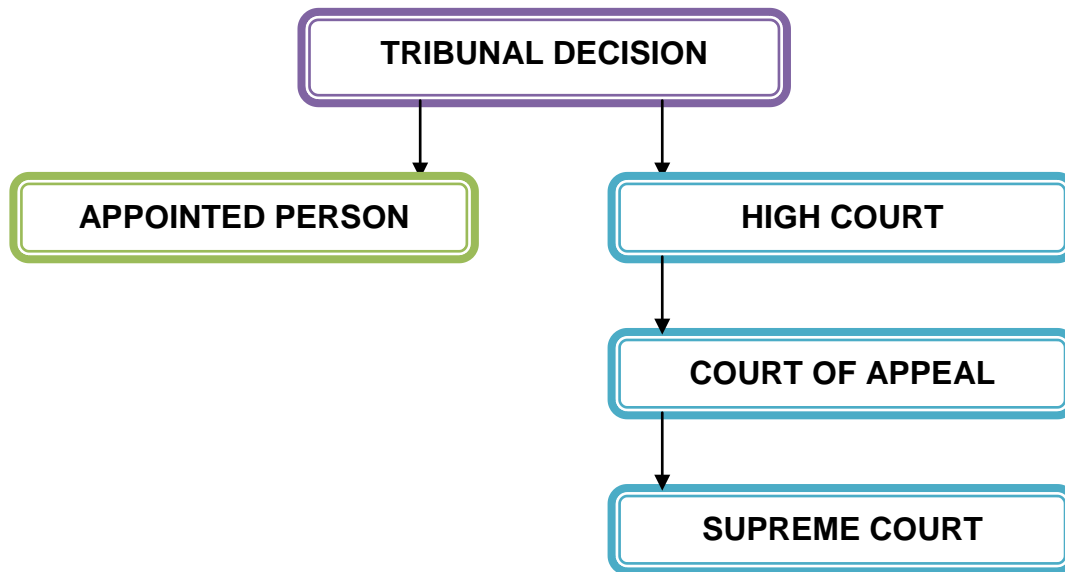 TRIBUNAL DECISION
APPOINTED PERSON
HIGH COURT
COURT OF APPEAL
SUPREME COURT